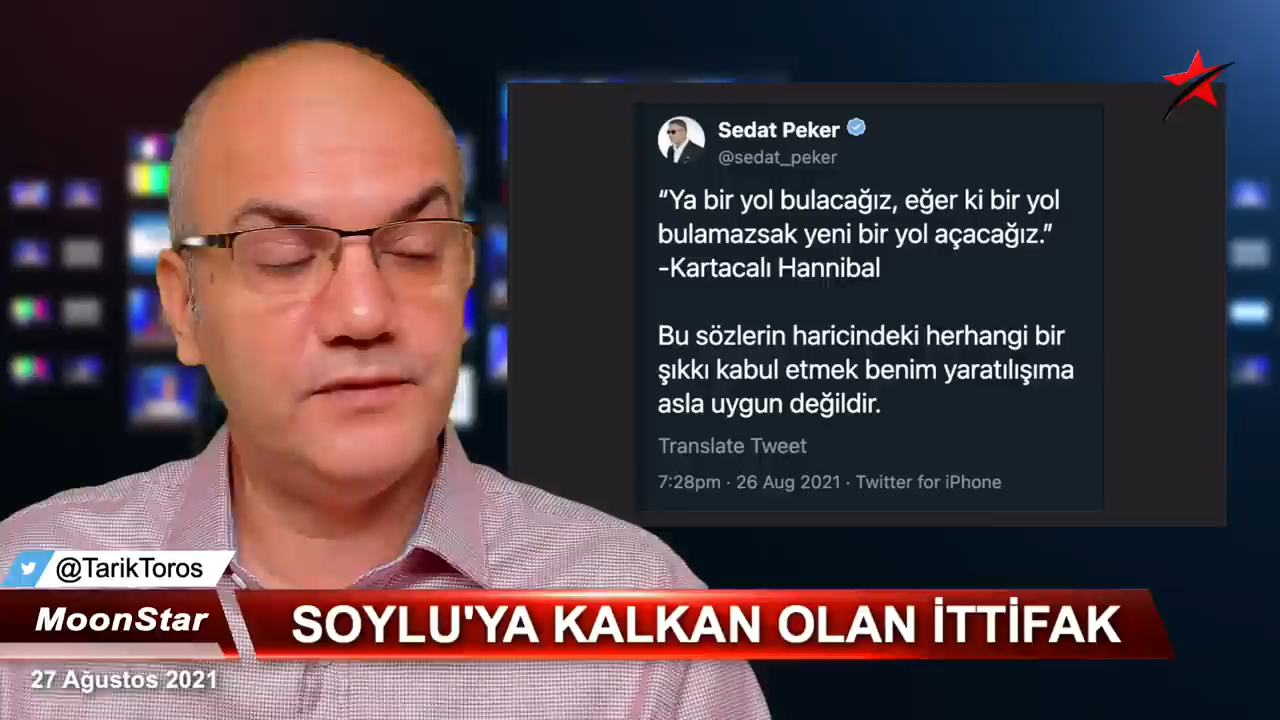 Sedat Peker
@sedat_peker
“Ya bir yol bulacağız, eğer ki bir yol
bulamazsak yeni bir yol açacağız.”
-Kartacalı Hannibal
Bu sözlerin haricindeki herhangi bir
şıkkı kabul etmek benim yaratılışıma
asla uygun değildir.
Translate Tweet
7:28pm · 26 Aug 2021 · Twitter for iPhone
@TarikToros
MoonStar
SOYLU'YA KALKAN OLAN İTTİFAK
27 Ağustos 2021